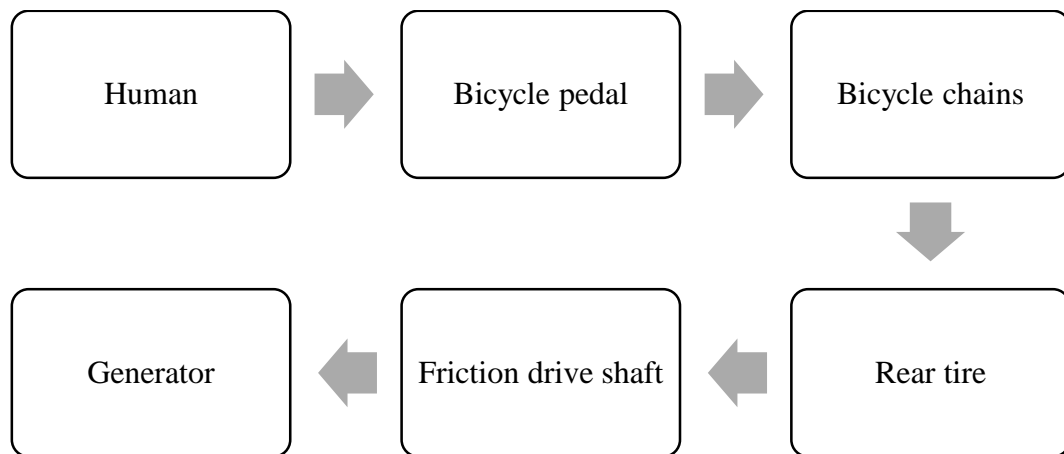 Human
Bicycle pedal
Bicycle chains
Rear tire
Friction drive shaft
Generator